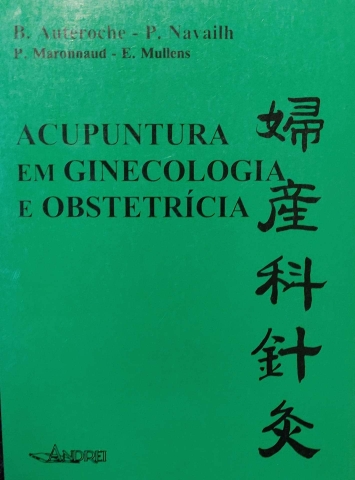 B. Auteroche - P. Navailh
P. Maronnaud - E. Mullens
ACUPUNTURA
EM GINECOLOGIA
E OBSTETRÍCIA
婦産科針灸
ANDREI